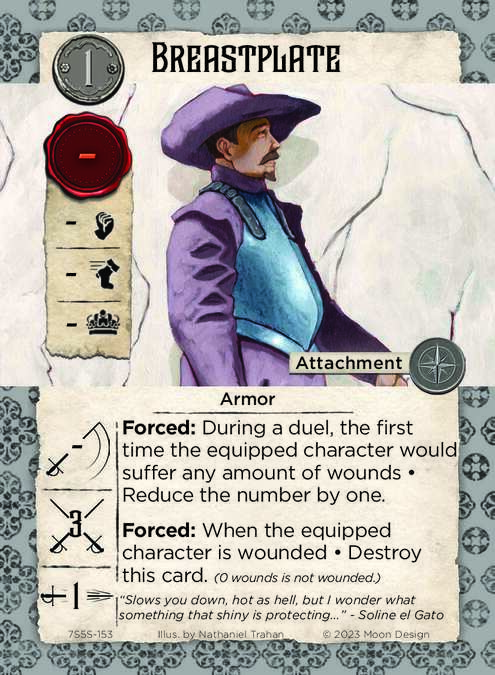 1
BREASTPLATE
-
-
-
-
Attachment
Armor
Forced: During a duel, the first
time the equipped character would
suffer any amount of wounds •
Reduce the number by one.
-
3
1
Forced: When the equipped
character is wounded • Destroy
this card. (0 wounds is not wounded.)
“Slows you down, hot as hell, but I wonder what
something that shiny is protecting...” - Soline el Gato
7S5S-153 Illus. by Nathaniel Trahan © 2023 Moon Design